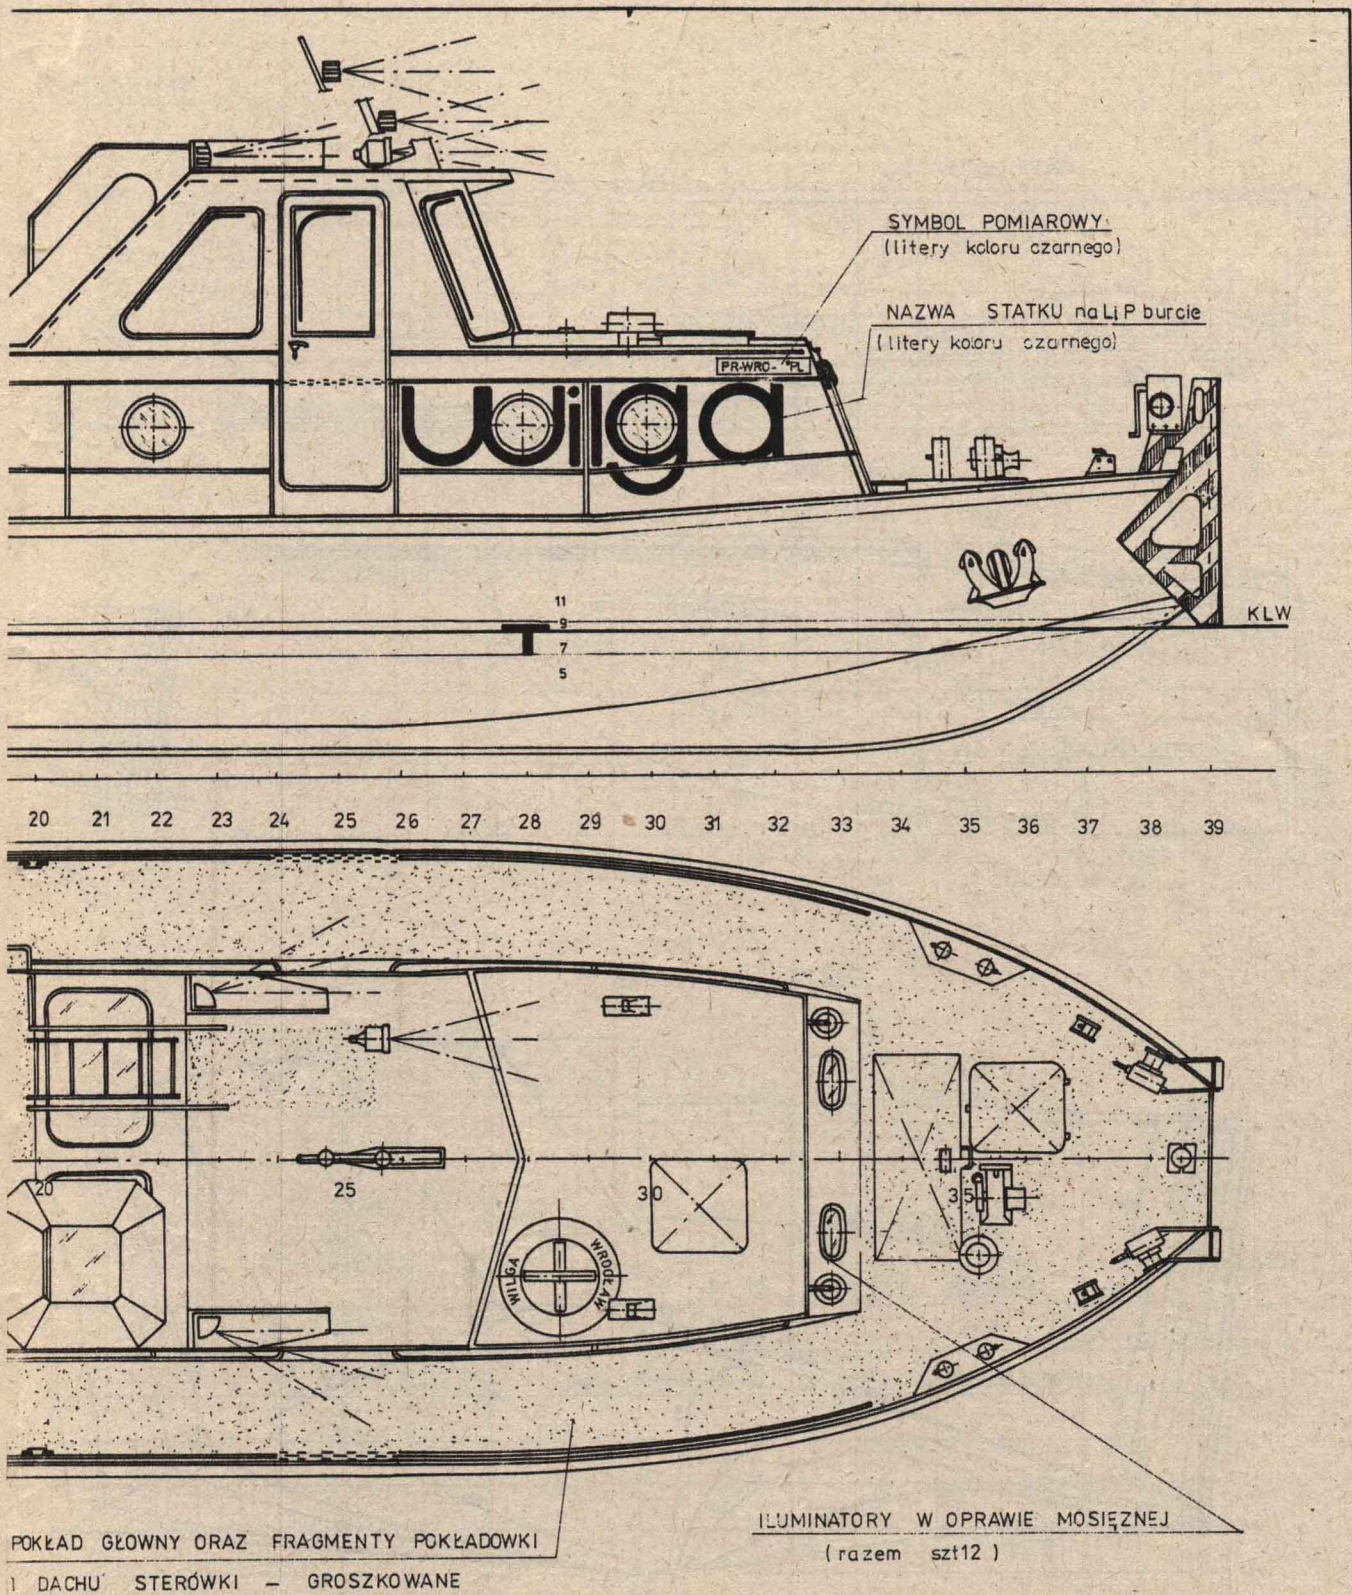 SYMBOL POMIAROWY
(litery koloru czarnego)
NAZWA STATKU na L i P burcie
(litery koloru czarnego)
PR-WRO- *PL
wilga
11
9
7
5
KLW
20 21 22 23 24 25 26 27 28 29 30 31 32 33 34 35 36 37 38 39
20 25 30 35
WILGA WROCŁAW
ILUMINATORY W OPRAWIE MOSIĘZNEJ
(razem szt12)
POKŁAD GŁOWNY ORAZ FRAGMENTY POKŁADOWKI
I DACHU STERÓWKI – GROSZKOWANE